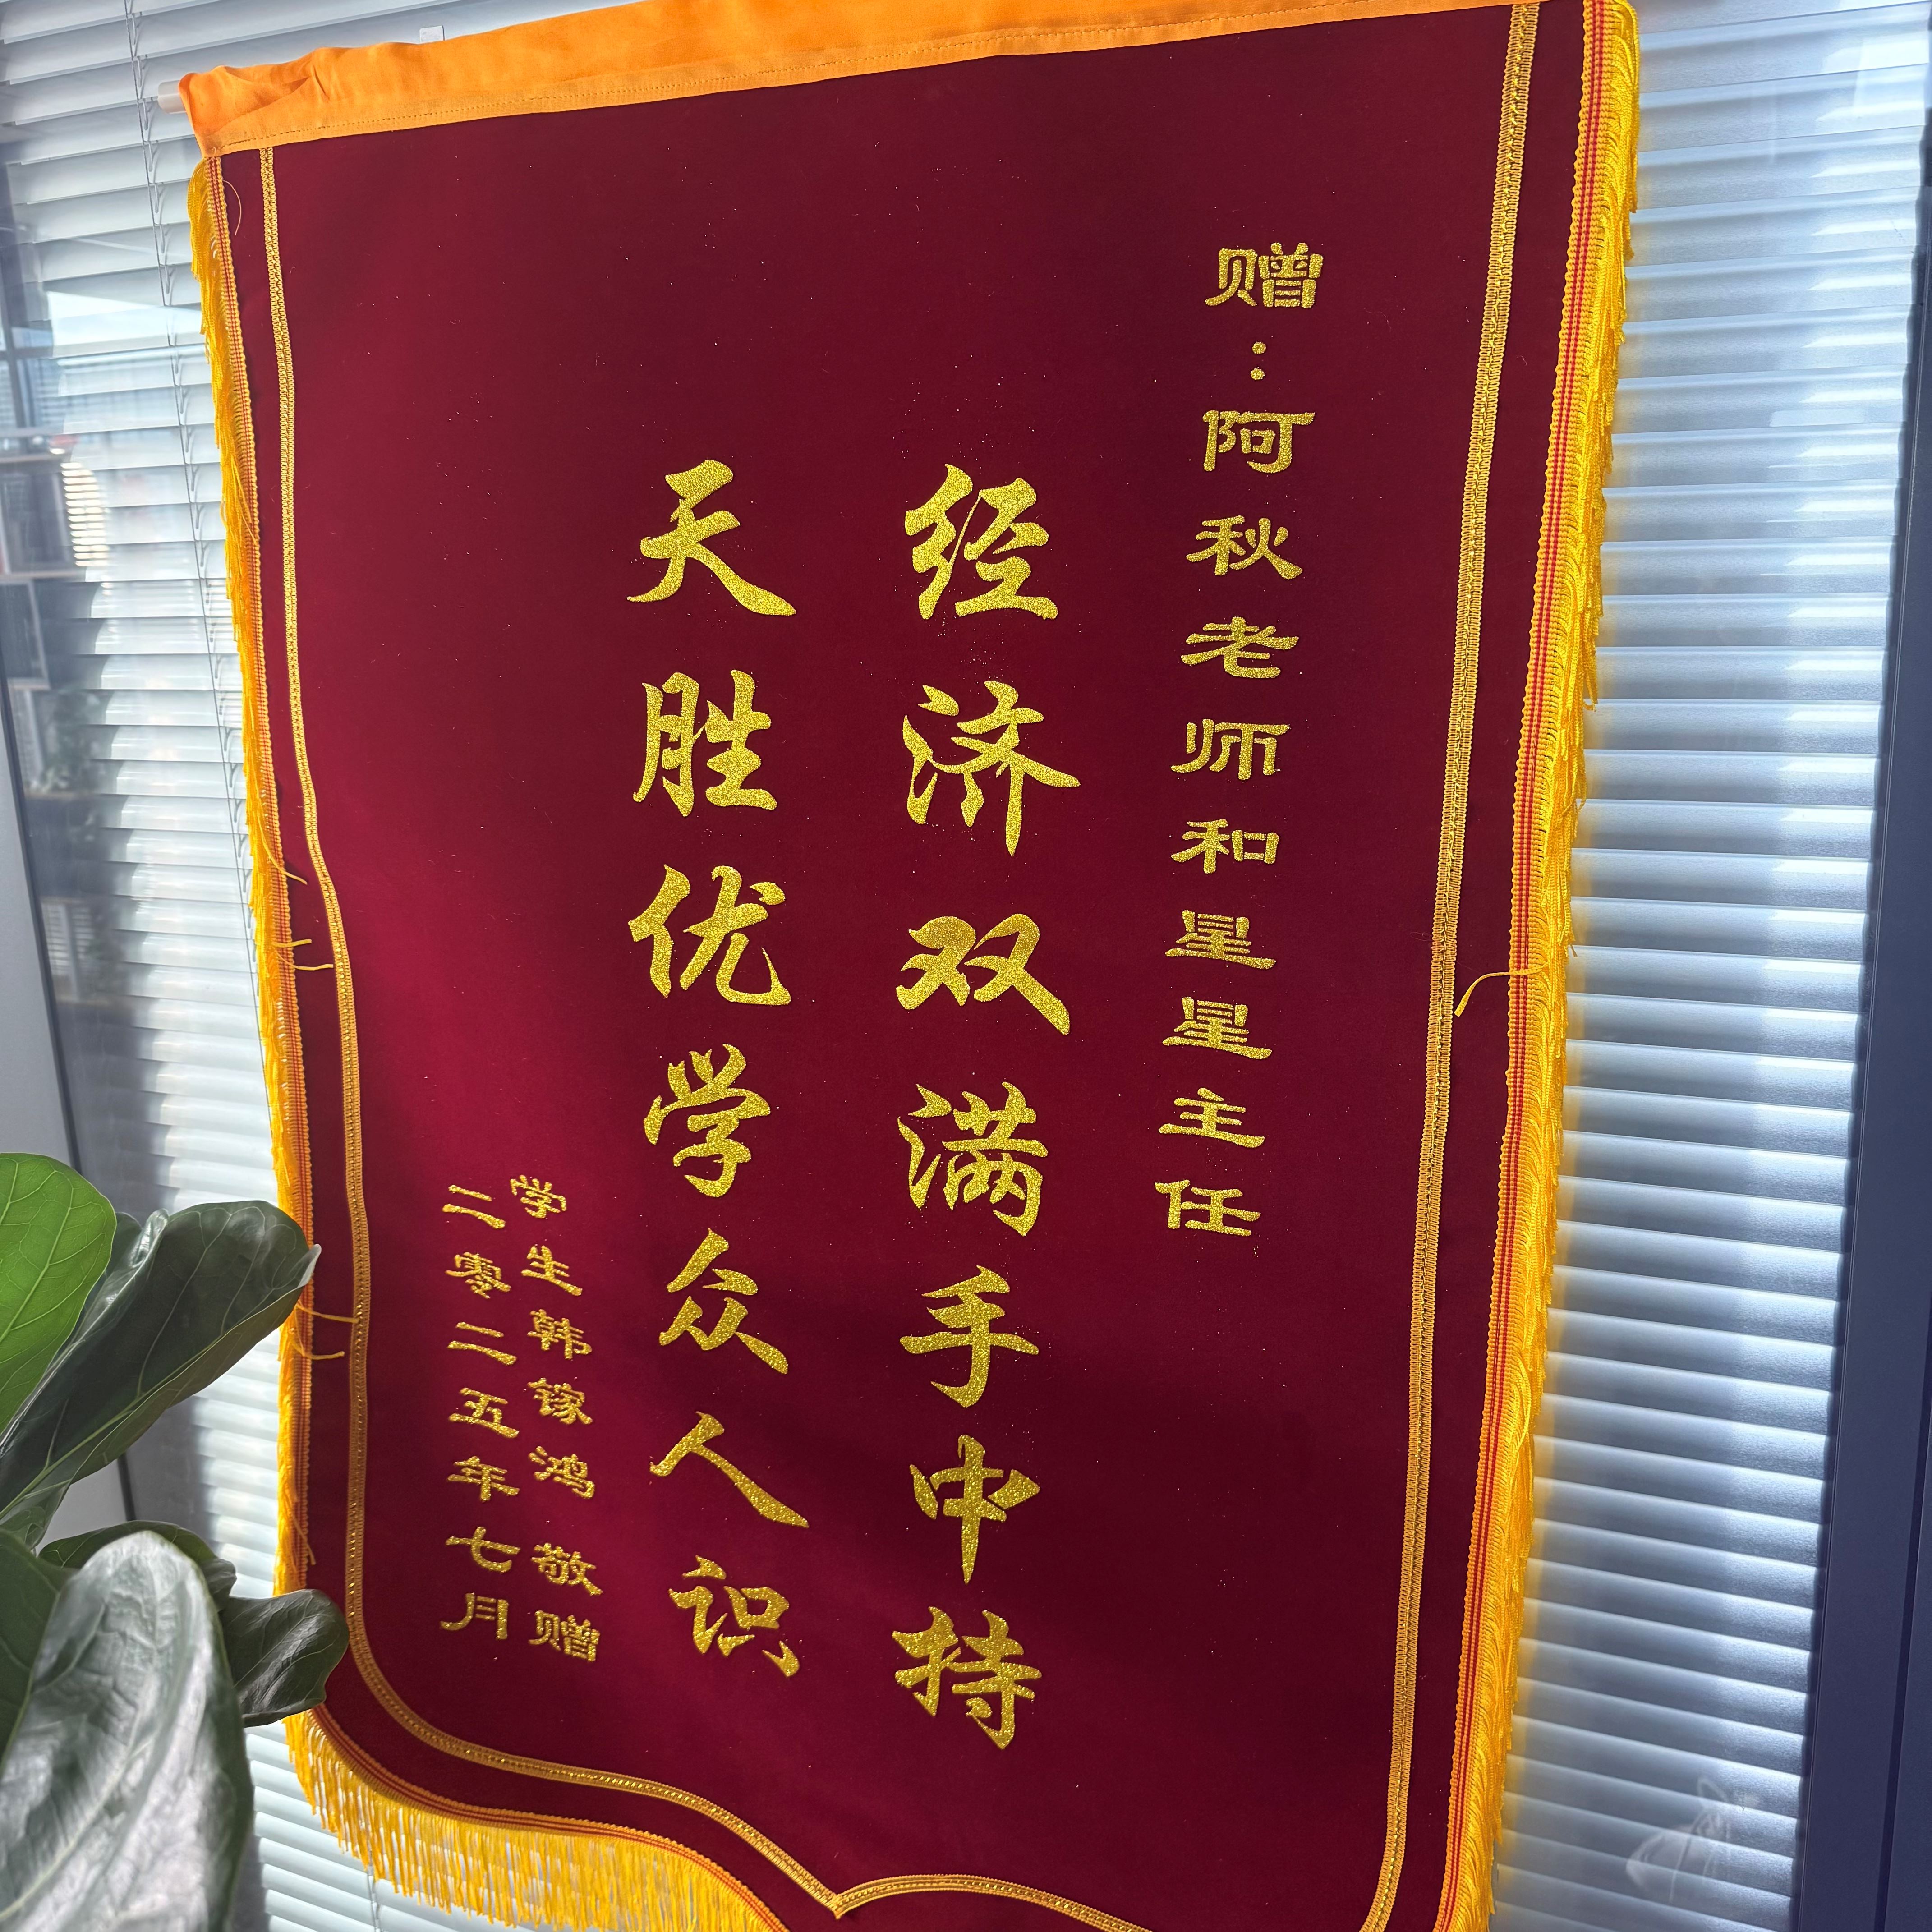 赠：阿秋老师和星星主任
经济双满手中持
天胜优学众人识
学生韩镓鸿 敬赠
二零二五年七月